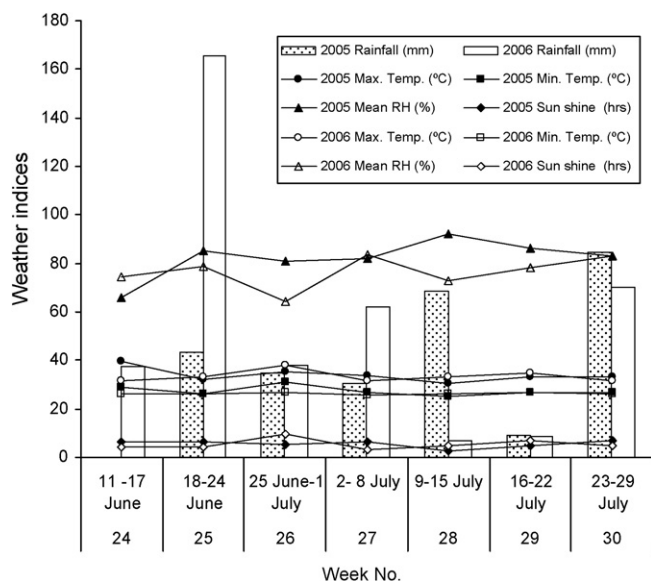 180
160
140
120
100
80
60
40
20
0
Weather indices
2005 Rainfall (mm) 2006 Rainfall (mm)
2005 Max. Temp. (ºC) 2005 Min. Temp. (ºC)
2005 Mean RH (%) 2005 Sun shine (hrs)
2006 Max. Temp. (ºC) 2006 Min. Temp. (ºC)
2006 Mean RH (%) 2006 Sun shine (hrs)
11 -17 18-24 25 June-1 2- 8 July 9-15 July 16-22 23-29
June June July July July
24 25 26 27 28 29 30
Week No.